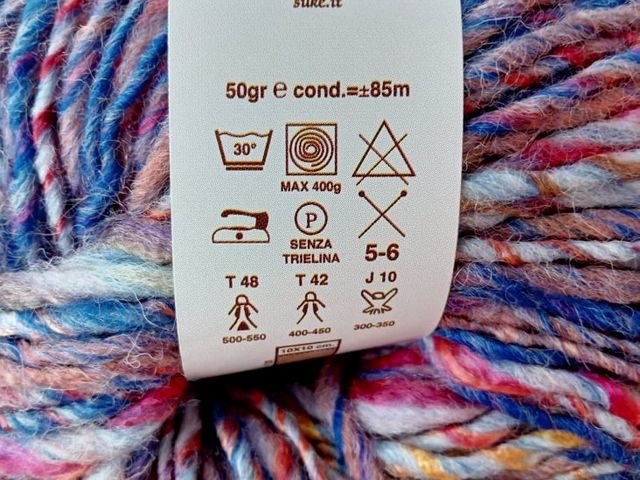 50gr e cond.=±85m
30°
MAX 400g
P
SENZA
TRIELINA
5-6
T 48
T 42
J 10
500-550
400-450
300-350
10X10 cm.